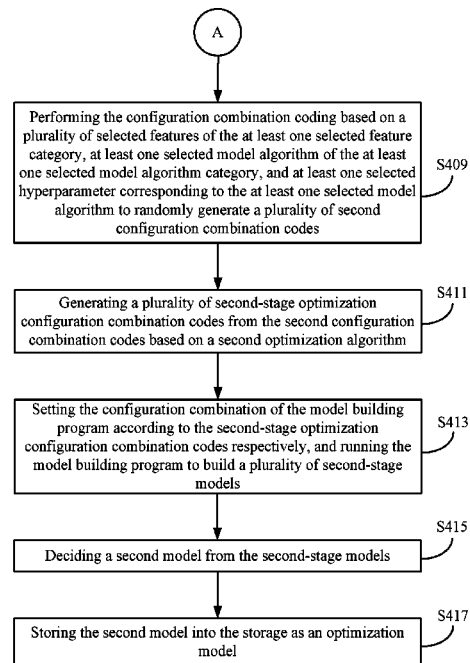 A
Performing the configuration combination coding based on a
plurality of selected features of the at least one selected feature
category, at least one selected model algorithm of the at least
one selected model algorithm category, and at least one selected
hyperparameter corresponding to the at least one selected model
algorithm to randomly generate a plurality of second
configuration combination codes
S409
Generating a plurality of second-stage optimization
configuration combination codes from the second configuration
combination codes based on a second optimization algorithm
S411
Setting the configuration combination of the model building
program according to the second-stage optimization
configuration combination codes respectively, and running the
model building program to build a plurality of second-stage
models
S413
Deciding a second model from the second-stage models
S415
Storing the second model into the storage as an optimization
model
S417